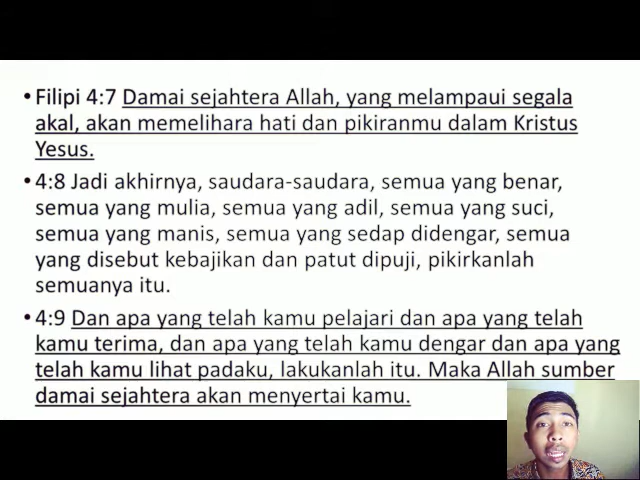 • Filipi 4:7 Damai sejahtera Allah, yang melampaui segala
akal, akan memelihara hati dan pikiranmu dalam Kristus
Yesus.
• 4:8 Jadi akhirnya, saudara-saudara, semua yang benar,
semua yang mulia, semua yang adil, semua yang suci,
semua yang manis, semua yang sedap didengar, semua
yang disebut kebajikan dan patut dipuji, pikirkanlah
semuanya itu.
• 4:9 Dan apa yang telah kamu pelajari dan apa yang telah
kamu terima, dan apa yang telah kamu dengar dan apa yang
telah kamu lihat padaku, lakukanlah itu. Maka Allah sumber
damai sejahtera akan menyertai kamu.